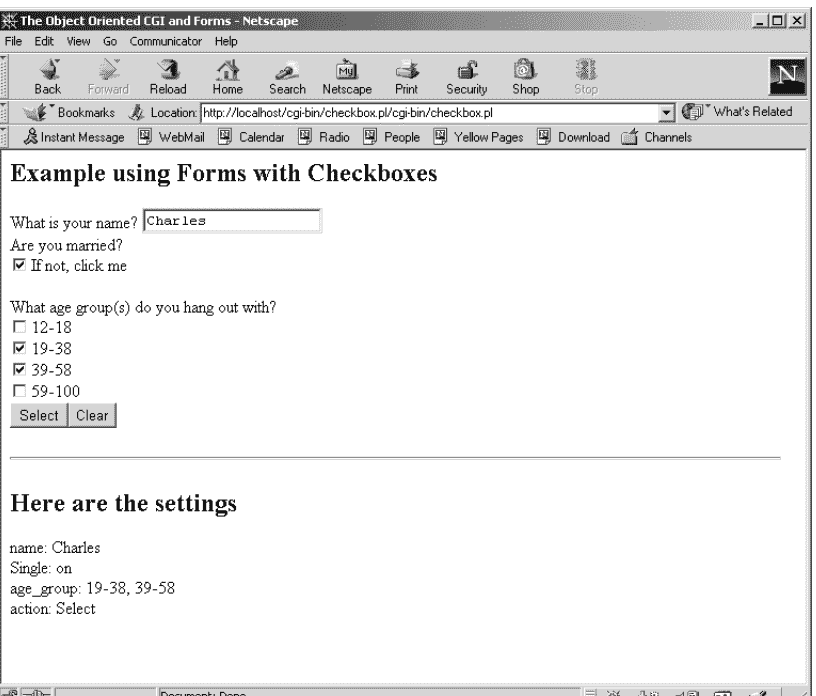 The Object Oriented CGI and Forms - Netscape
File Edit View Go Communicator Help
My
Back Forward Reload Home Search Netscape Print Security Shop Stop
N
Bookmarks Location: http://localhost/cgi-bin/checkbox.pl/cgi-bin/checkbox.pl What's Related
Instant Message WebMail Calendar Radio People Yellow Pages Download Channels
Example using Forms with Checkboxes
What is your name? Charles
Are you married?
If not, click me
What age group(s) do you hang out with?
12-18
19-38
39-58
59-100
Select Clear
Here are the settings
name: Charles
Single: on
age_group: 19-38, 39-58
action: Select
Document: Done